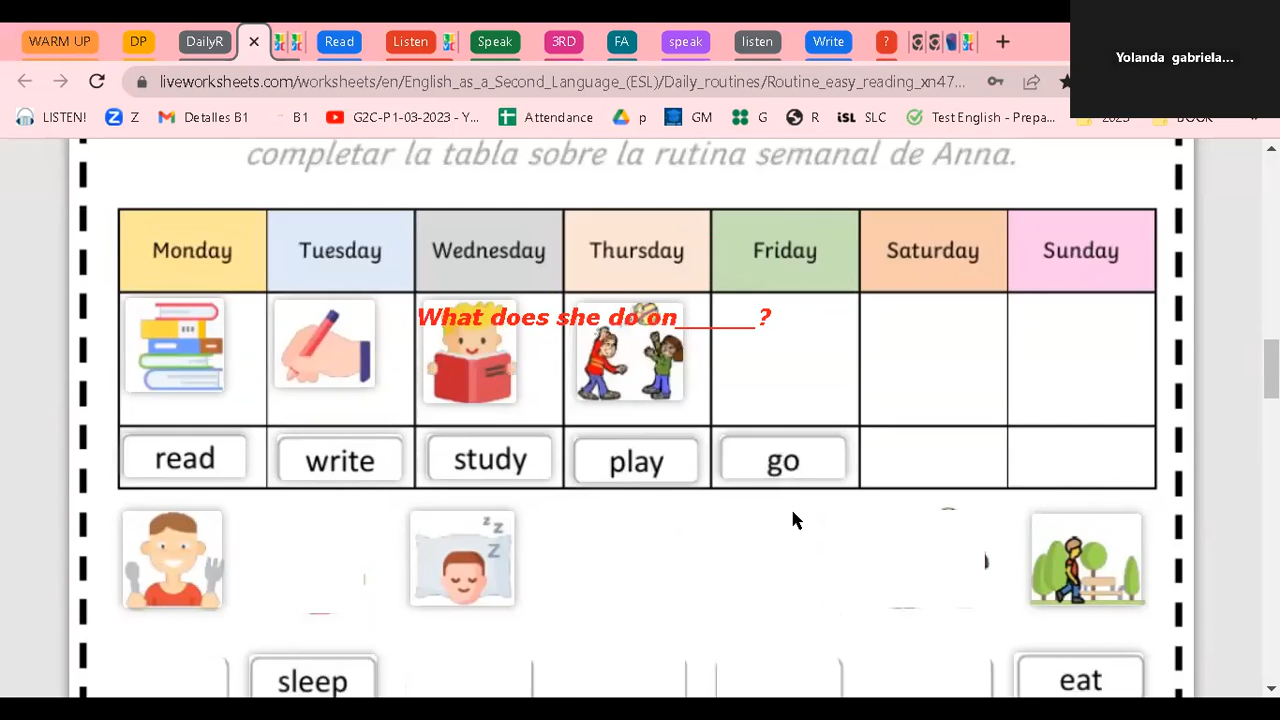 WARM UP DP DailyR Read Listen Speak 3RD FA speak listen Write ?
Yolanda gabriela...
liveworksheets.com/worksheets/en/English_as_a_Second_Language_(ESL)/Daily_routines/Routine_easy_reading_xn47...
LISTEN! Z Detalles B1 B1 G2C-P1-03-2023 - Y... Attendance p GM G R SLC Test English - Prepa...
completar la tabla sobre la rutina semanal de Anna.
Monday Tuesday Wednesday Thursday Friday Saturday Sunday
What does she do on_______?
read write study play go
sleep eat